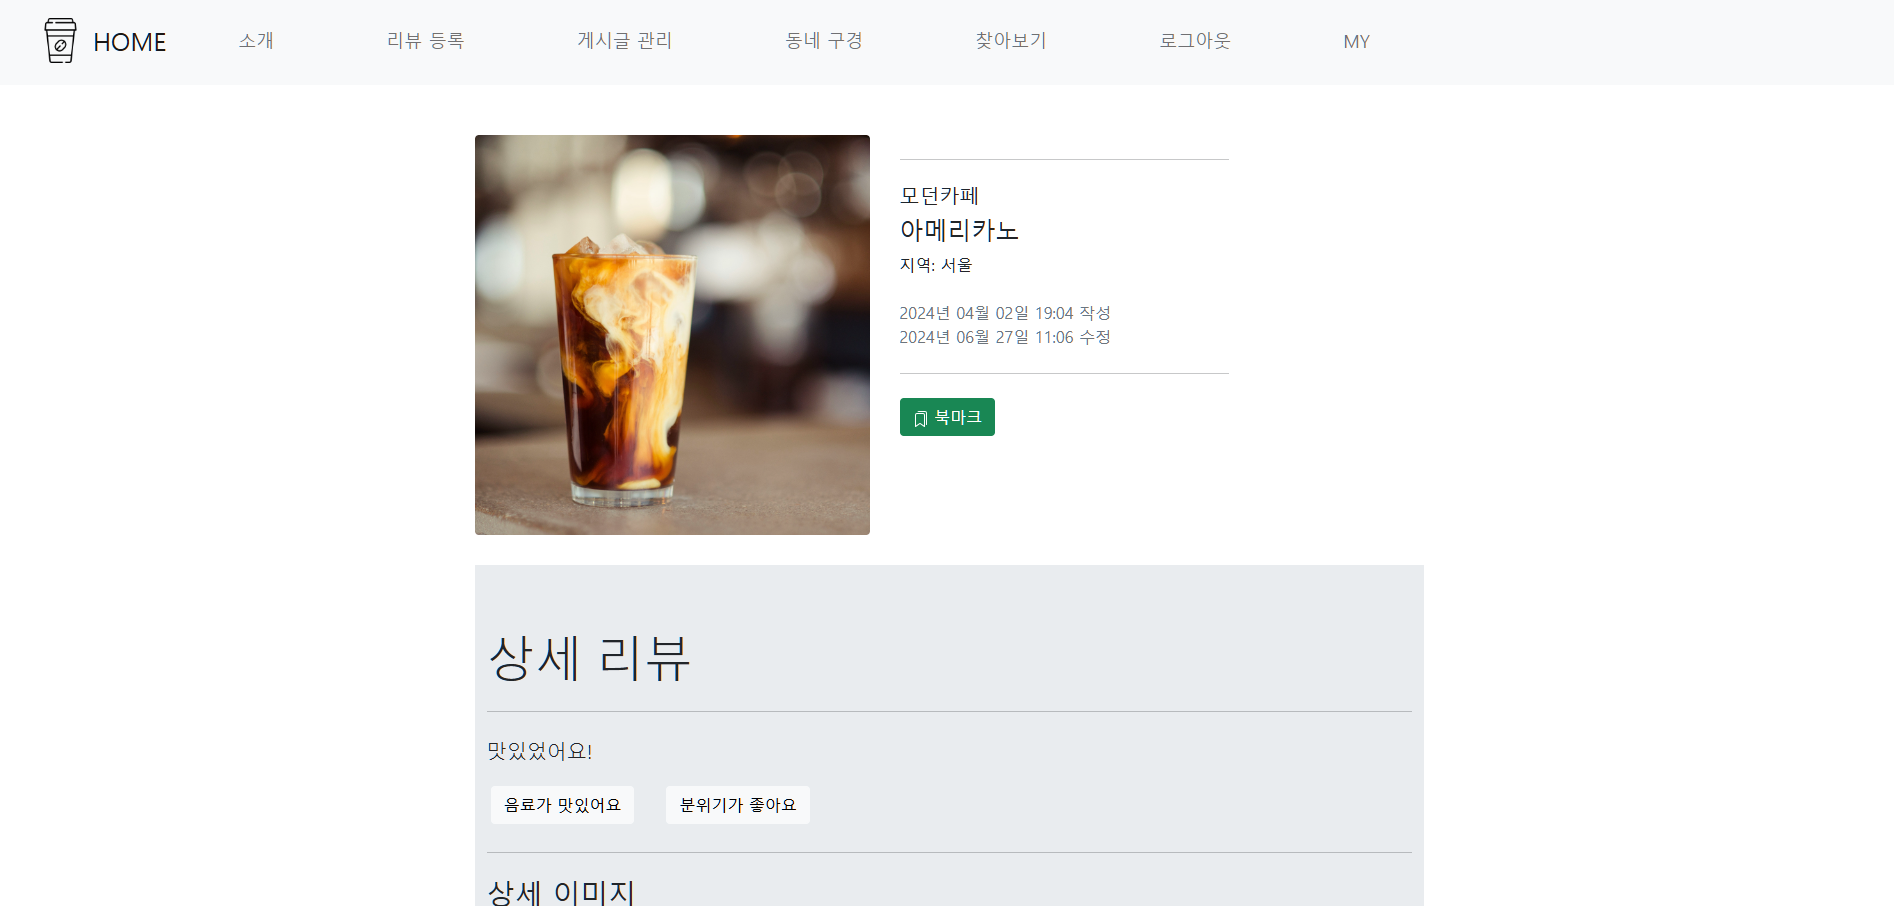 HOME 소개 리뷰 등록 게시글 관리 동네 구경 찾아보기 로그아웃 MY
모던카페
아메리카노
지역: 서울
2024년 04월 02일 19:04 작성
2024년 06월 27일 11:06 수정
북마크
상세 리뷰
맛있었어요!
음료가 맛있어요 분위기가 좋아요
상세 이미지